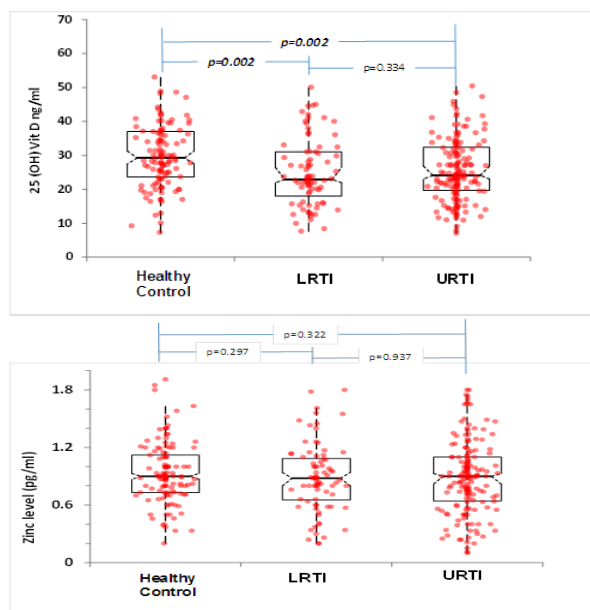 70
60
50
40
30
20
10
0
25 (OH) Vit D ng/ml
p=0.002
p=0.002
p=0.334
Healthy
Control
LRTI
URTI
p=0.322
p=0.297
p=0.937
1.8
1.2
0.6
0
Zinc level (pg/ml)
Healthy
Control
LRTI
URTI